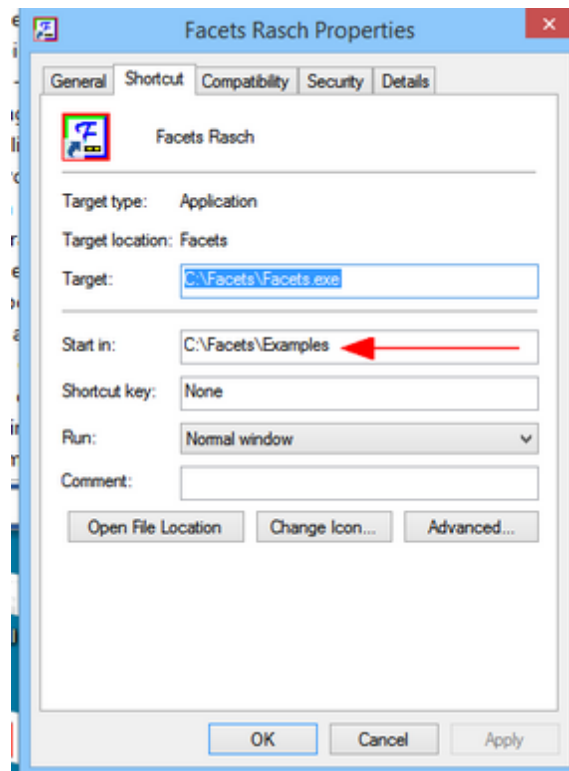 Facets Rasch Properties
General Shortcut Compatibility Security Details
Facets Rasch
Target type: Application
Target location: Facets
Target: C:\Facets\Facets.exe
Start in: C:\Facets\Examples
Shortcut key: None
Run: Normal window
Comment:
Open File Location Change Icon... Advanced...
OK Cancel Apply